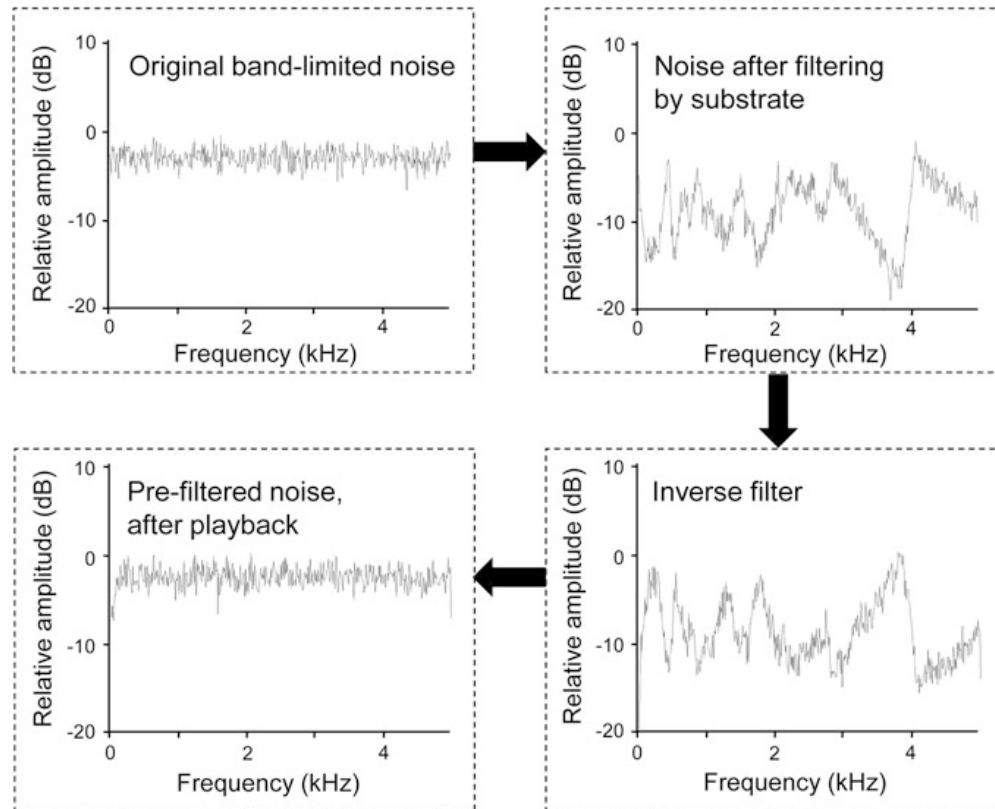 Original band-limited noise
Relative amplitude (dB)
10
0
-10
-20
0
2
4
Frequency (kHz)
Noise after filtering
by substrate
Relative amplitude (dB)
10
0
-10
-20
0
2
4
Frequency (kHz)
Pre-filtered noise,
after playback
Relative amplitude (dB)
10
0
-10
-20
0
2
4
Frequency (kHz)
Inverse filter
Relative amplitude (dB)
10
0
-10
-20
0
2
4
Frequency (kHz)